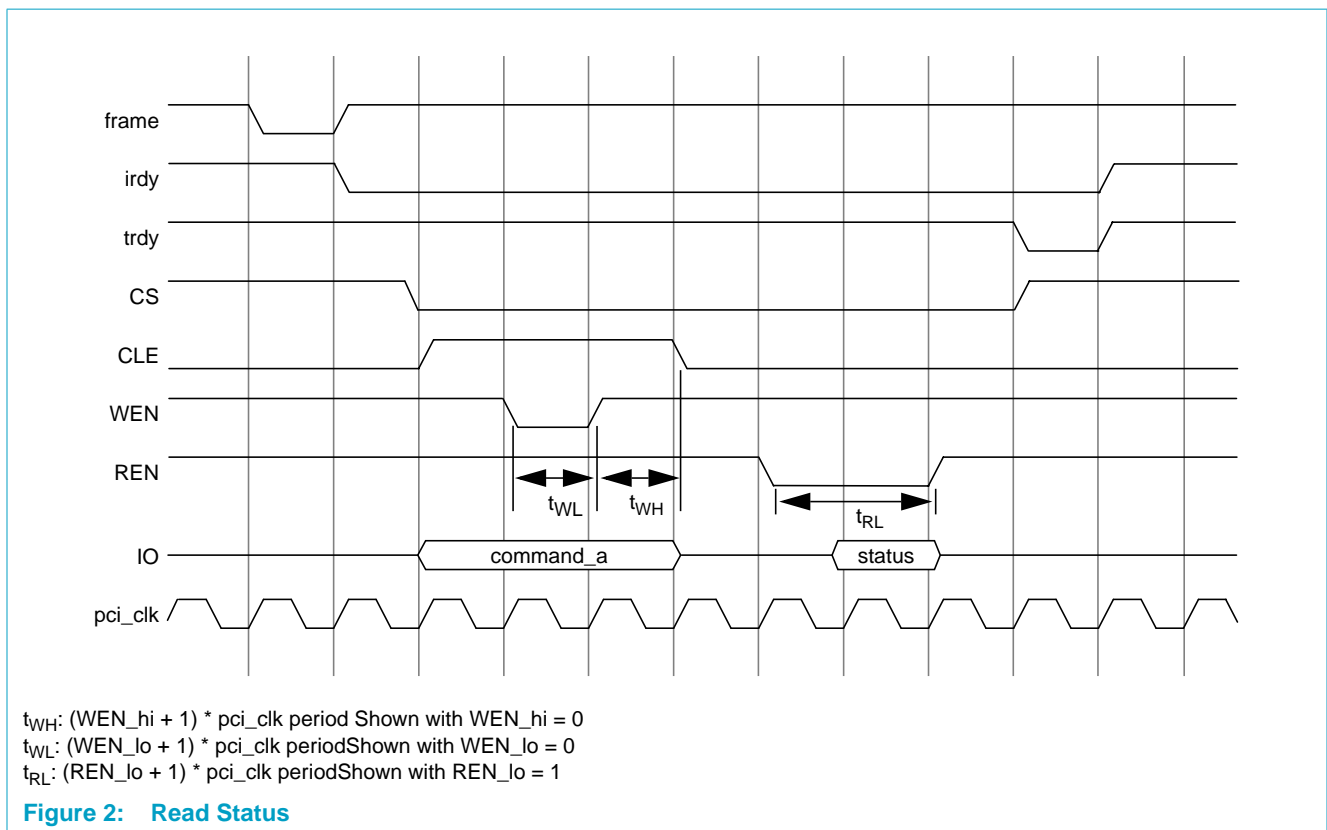 frame
irdy
trdy
CS
CLE
WEN
REN
tWL
tWH
tRL
IO
command_a
status
pci_clk
tWH: (WEN_hi + 1) * pci_clk period Shown with WEN_hi = 0
tWL: (WEN_lo + 1) * pci_clk periodShown with WEN_lo = 0
tRL: (REN_lo + 1) * pci_clk periodShown with REN_lo = 1
Figure 2: Read Status